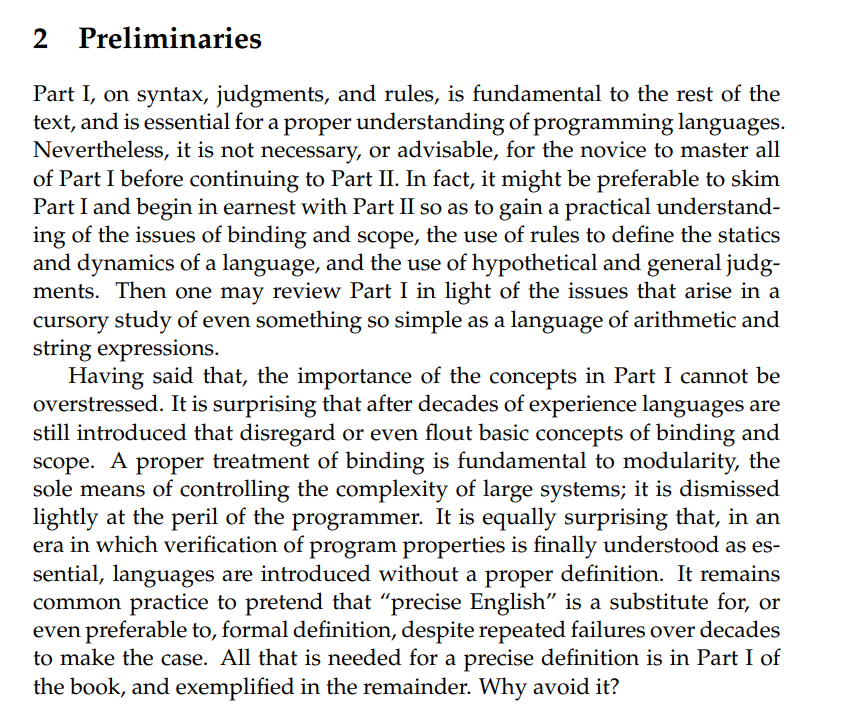 2 Preliminaries
Part I, on syntax, judgments, and rules, is fundamental to the rest of the
text, and is essential for a proper understanding of programming languages.
Nevertheless, it is not necessary, or advisable, for the novice to master all
of Part I before continuing to Part II. In fact, it might be preferable to skim
Part I and begin in earnest with Part II so as to gain a practical understand-
ing of the issues of binding and scope, the use of rules to define the statics
and dynamics of a language, and the use of hypothetical and general judg-
ments. Then one may review Part I in light of the issues that arise in a
cursory study of even something so simple as a language of arithmetic and
string expressions.
Having said that, the importance of the concepts in Part I cannot be
overstressed. It is surprising that after decades of experience languages are
still introduced that disregard or even flout basic concepts of binding and
scope. A proper treatment of binding is fundamental to modularity, the
sole means of controlling the complexity of large systems; it is dismissed
lightly at the peril of the programmer. It is equally surprising that, in an
era in which verification of program properties is finally understood as es-
sential, languages are introduced without a proper definition. It remains
common practice to pretend that “precise English” is a substitute for, or
even preferable to, formal definition, despite repeated failures over decades
to make the case. All that is needed for a precise definition is in Part I of
the book, and exemplified in the remainder. Why avoid it?